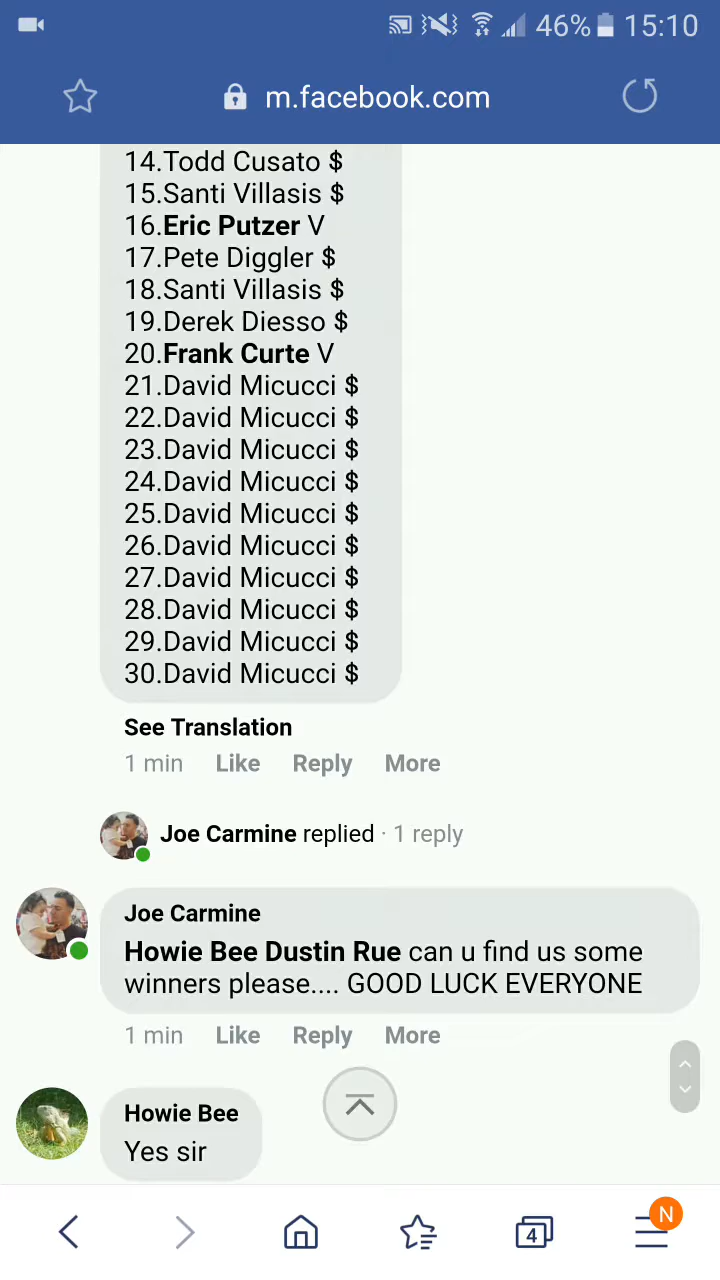 46% 15:10
m.facebook.com
14.Todd Cusato $
15.Santi Villasis $
16.Eric Putzer V
17.Pete Diggler $
18.Santi Villasis $
19.Derek Diesso $
20.Frank Curte V
21.David Micucci $
22.David Micucci $
23.David Micucci $
24.David Micucci $
25.David Micucci $
26.David Micucci $
27.David Micucci $
28.David Micucci $
29.David Micucci $
30.David Micucci $
See Translation
1 min Like Reply More
Joe Carmine replied · 1 reply
Joe Carmine
Howie Bee Dustin Rue can u find us some
winners please.... GOOD LUCK EVERYONE
1 min Like Reply More
Howie Bee
Yes sir
4
N